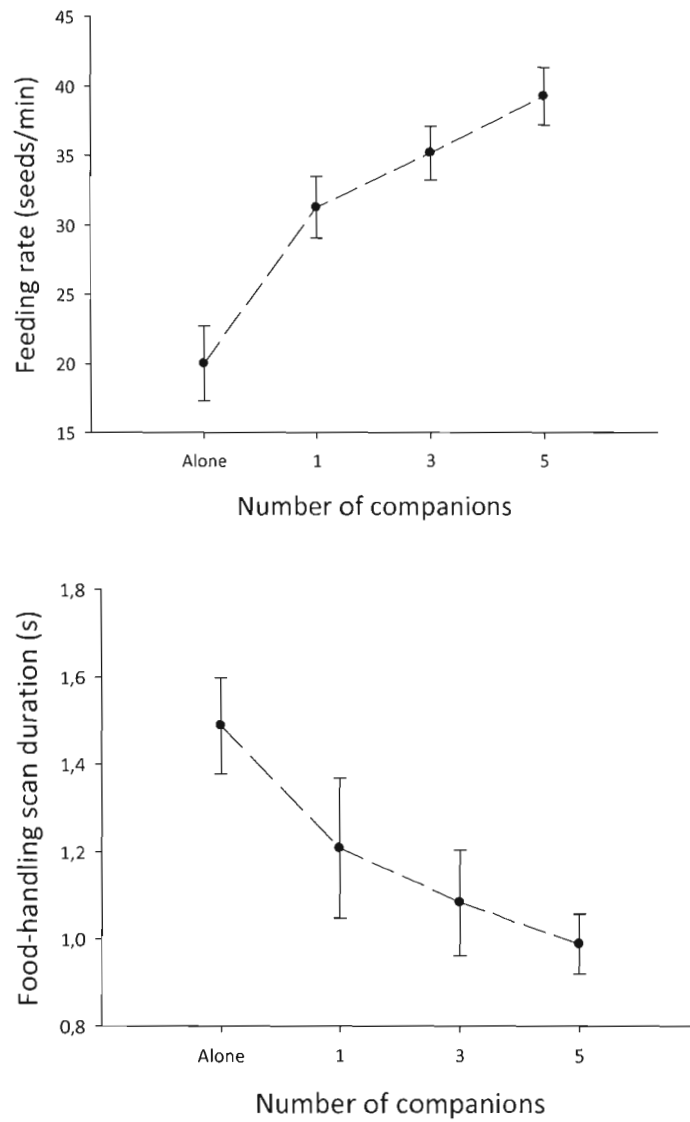 Feeding rate (seeds/min)
45
40
35
30
25
20
15
Alone 1 3 5
Number of companions
Food-handling scan duration (s)
1,8
1,6
1,4
1,2
1,0
0,8
Alone 1 3 5
Number of companions